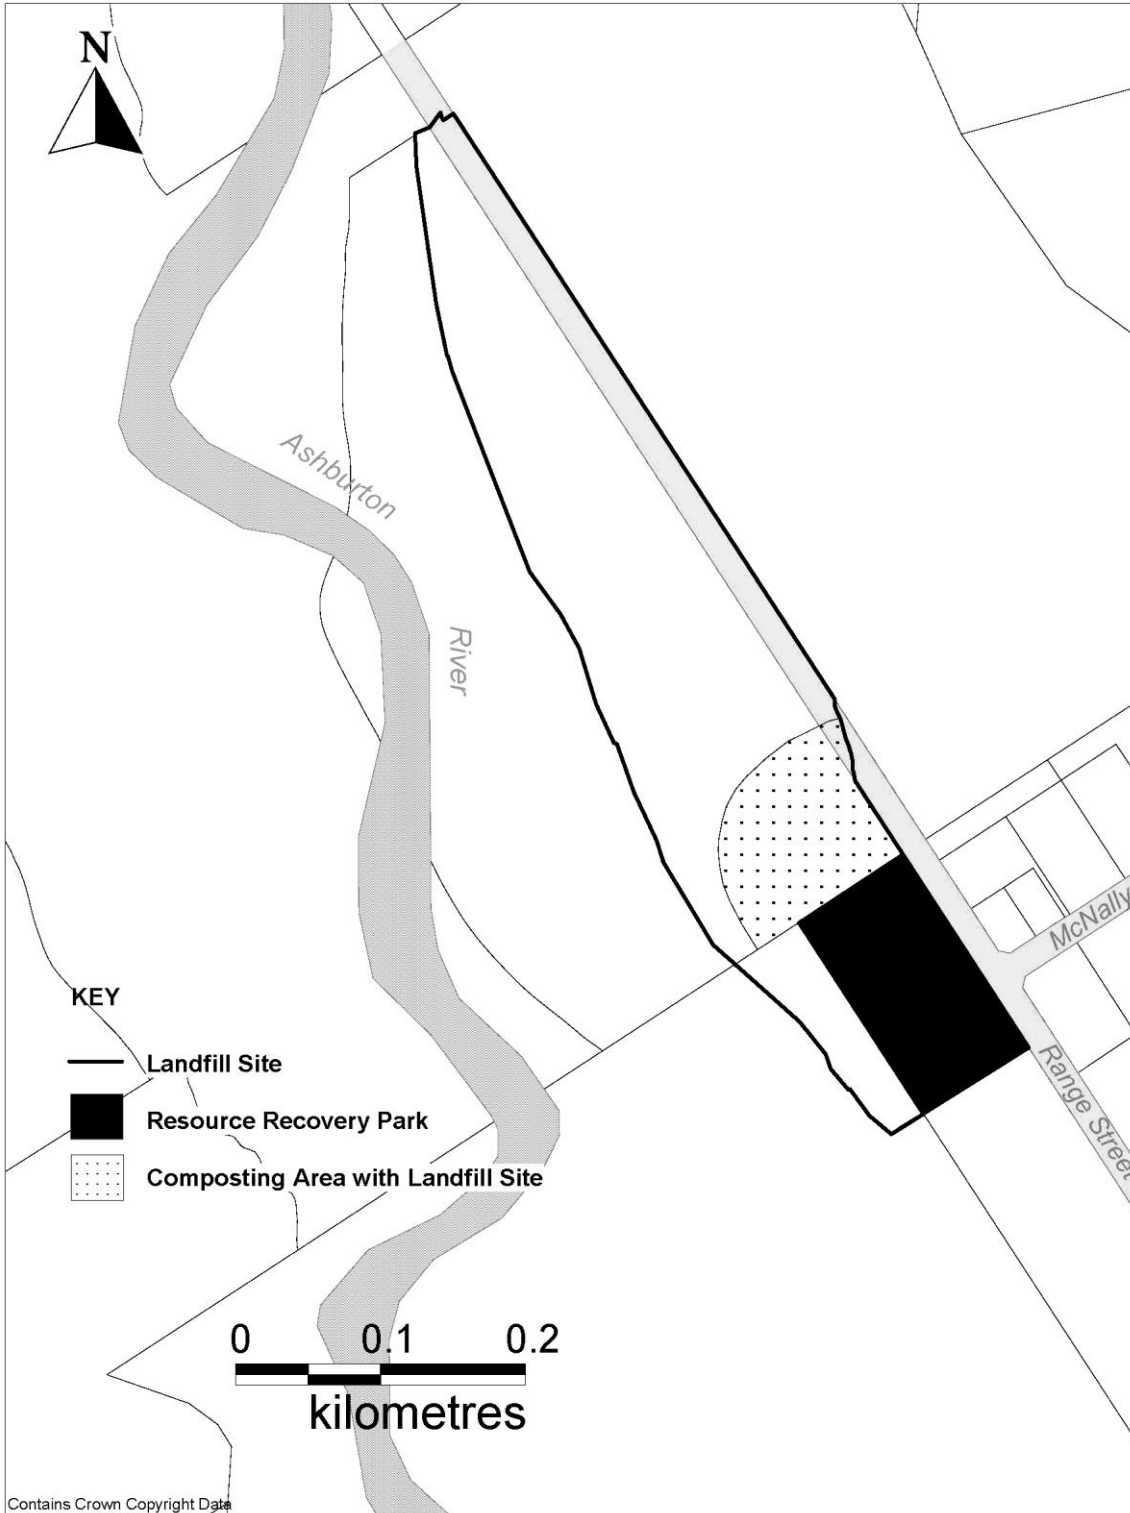 N
Ashburton
River
McNally
Range Street
KEY
Landfill Site
Resource Recovery Park
Composting Area with Landfill Site
0 0.1 0.2
kilometres
Contains Crown Copyright Data